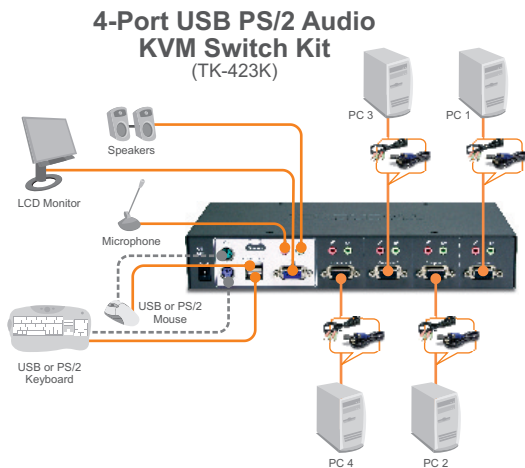 4-Port USB PS/2 Audio
KVM Switch Kit
(TK-423K)
PC 3
PC 1
Speakers
LCD Monitor
Microphone
USB or PS/2
Mouse
USB or PS/2
Keyboard
PC 4
PC 2